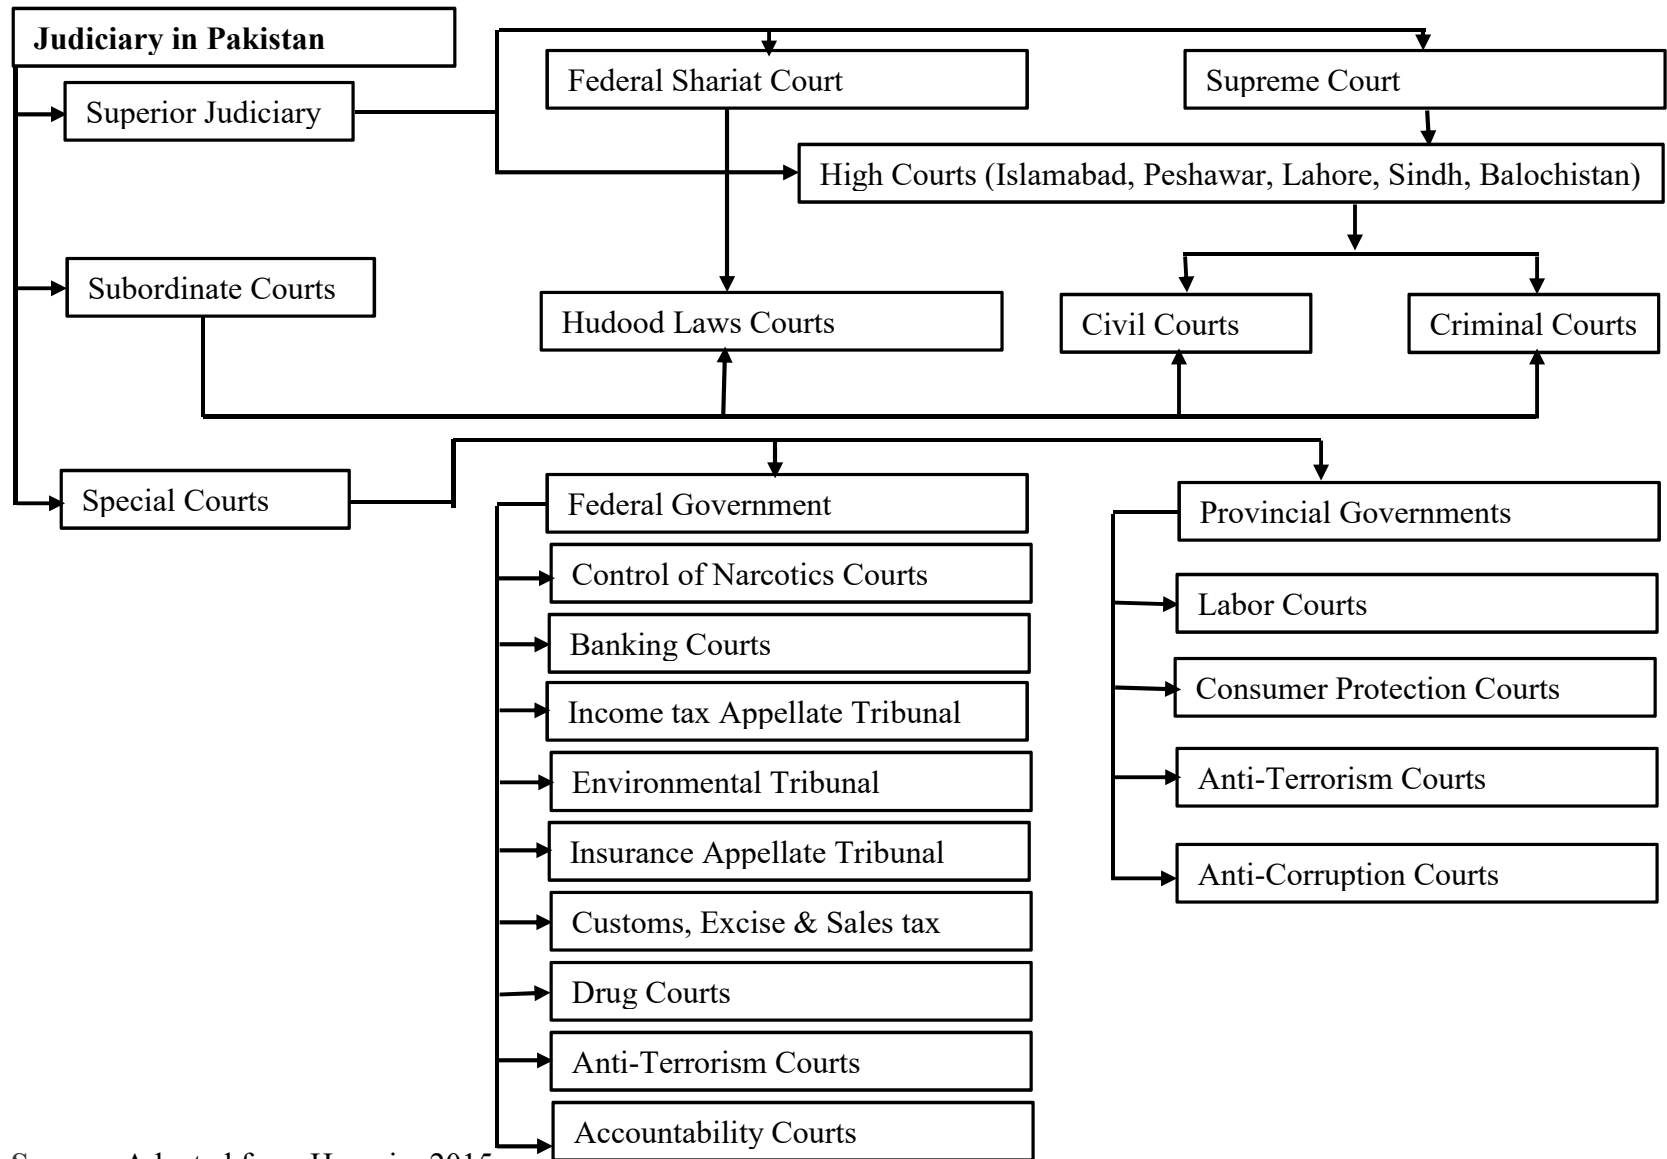 Judiciary in Pakistan
Superior Judiciary
Federal Shariat Court
Supreme Court
High Courts (Islamabad, Peshawar, Lahore, Sindh, Balochistan)
Subordinate Courts
Hudood Laws Courts
Civil Courts
Criminal Courts
Special Courts
Federal Government
Control of Narcotics Courts
Banking Courts
Income tax Appellate Tribunal
Environmental Tribunal
Insurance Appellate Tribunal
Customs, Excise & Sales tax
Drug Courts
Anti-Terrorism Courts
Accountability Courts
Provincial Governments
Labor Courts
Consumer Protection Courts
Anti-Terrorism Courts
Anti-Corruption Courts
2015